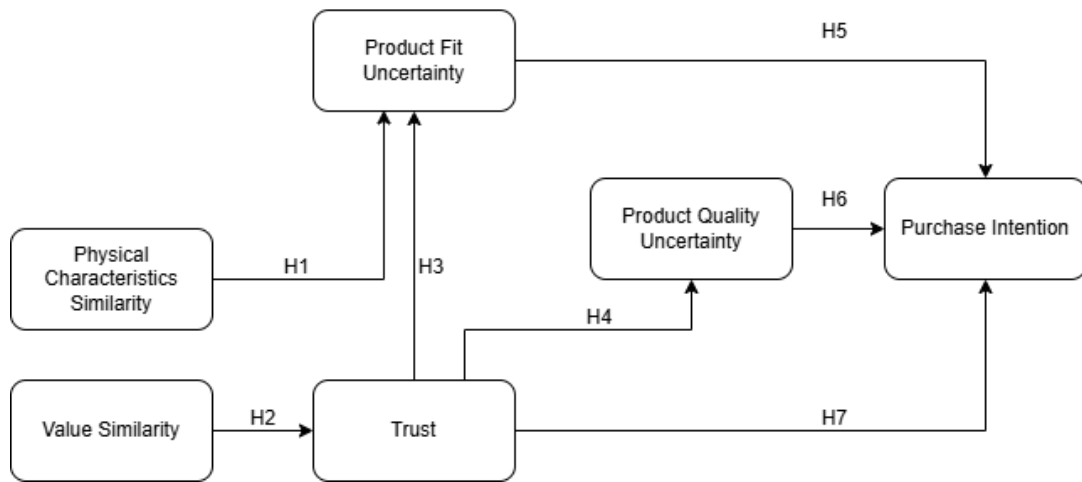 Product Fit
Uncertainty
H5
Product Quality
Uncertainty
H6
Purchase Intention
Physical
Characteristics
Similarity
H1
H3
H4
Value Similarity
H2
Trust
H7